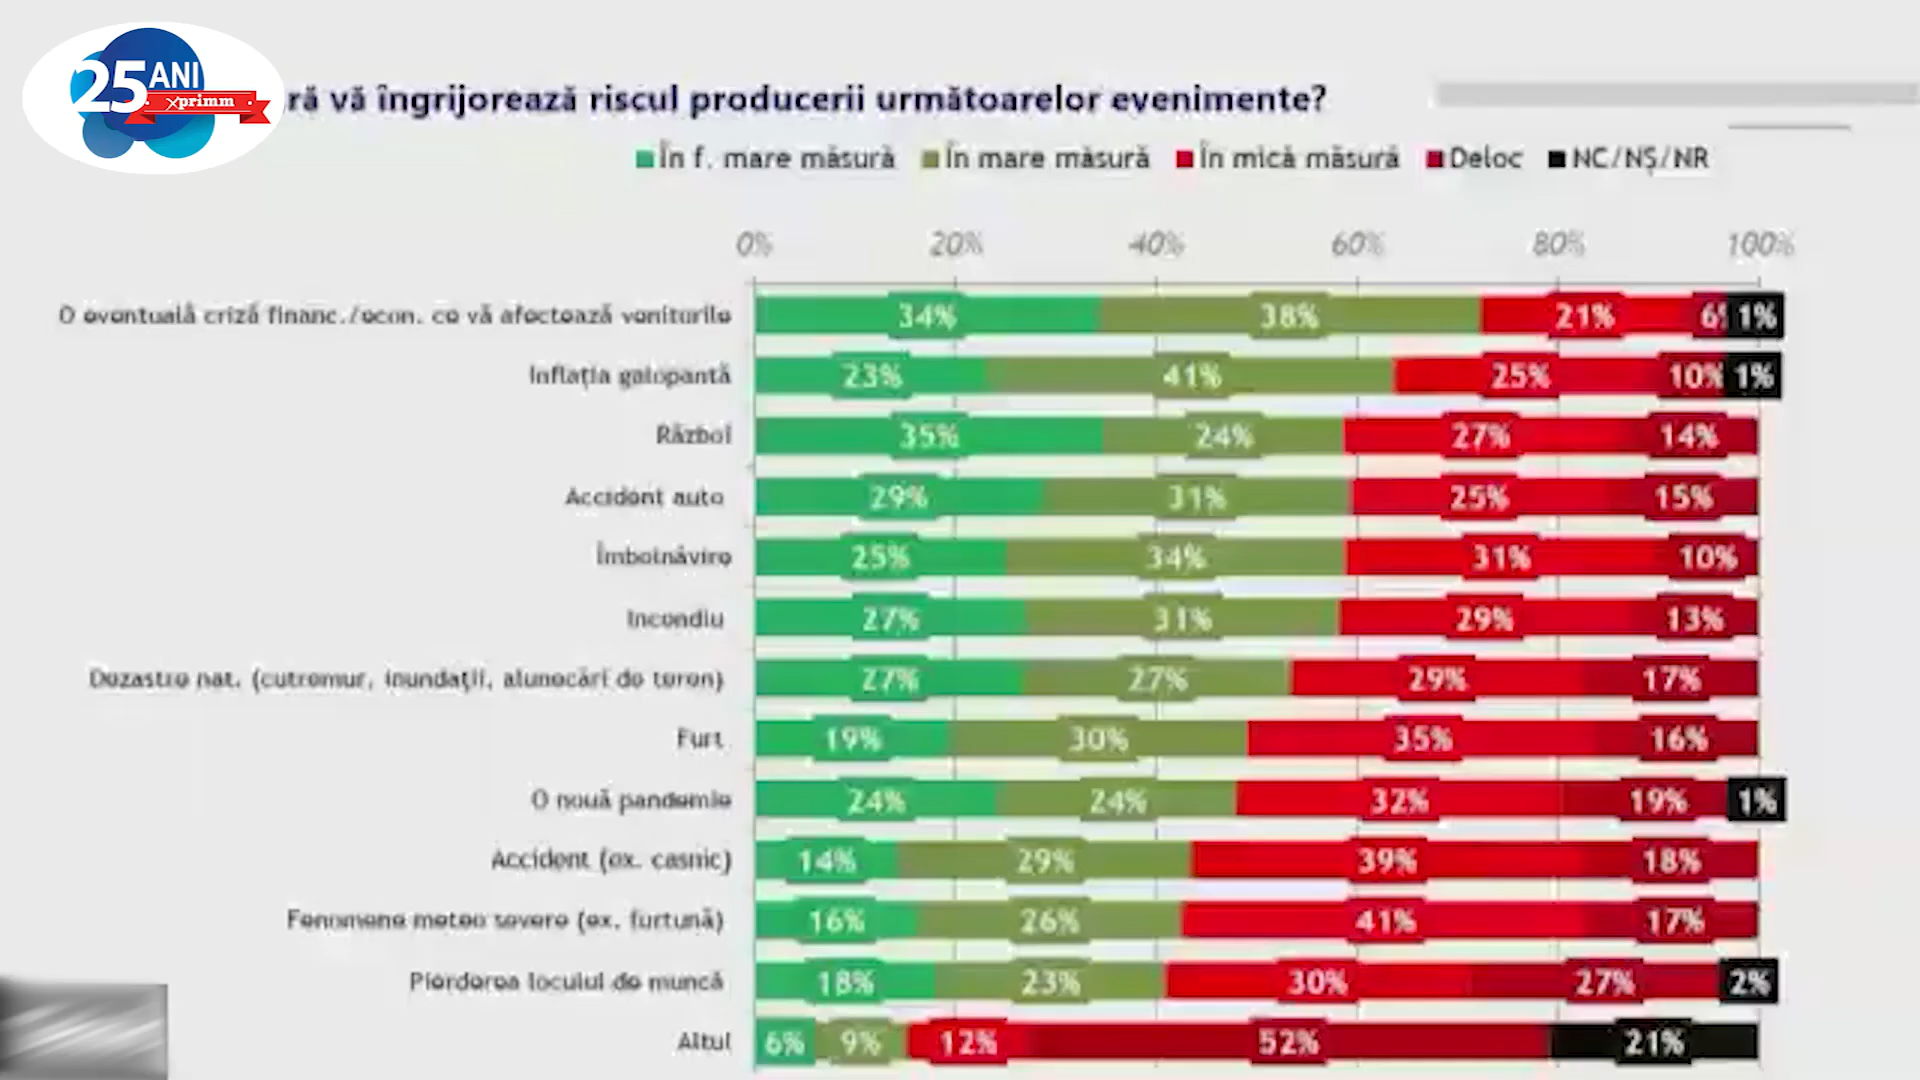 25 ANI
xprimm
ră vă îngrijorează riscul producerii următoarelor evenimente?
În f. mare măsură În mare măsură În mică măsură Deloc NC/NȘ/NR
0% 20% 40% 60% 80% 100%
O eventuală criză financ./econ. ce vă afectează veniturile 34% 38% 21% 6% 1%
Inflația galopantă 23% 41% 25% 10% 1%
Război 35% 24% 27% 14%
Accident auto 29% 31% 25% 15%
Îmbolnăvire 25% 34% 31% 10%
Incendiu 27% 31% 29% 13%
Dezastre nat. (cutremur, inundații, alunecări de teren) 27% 27% 29% 17%
Furt 19% 30% 35% 16%
O nouă pandemie 24% 24% 32% 19% 1%
Accident (ex. casnic) 14% 29% 39% 18%
Fenomene meteo severe (ex. furtună) 16% 26% 41% 17%
Pierderea locului de muncă 18% 23% 30% 27% 2%
Altul 6% 9% 12% 52% 21%